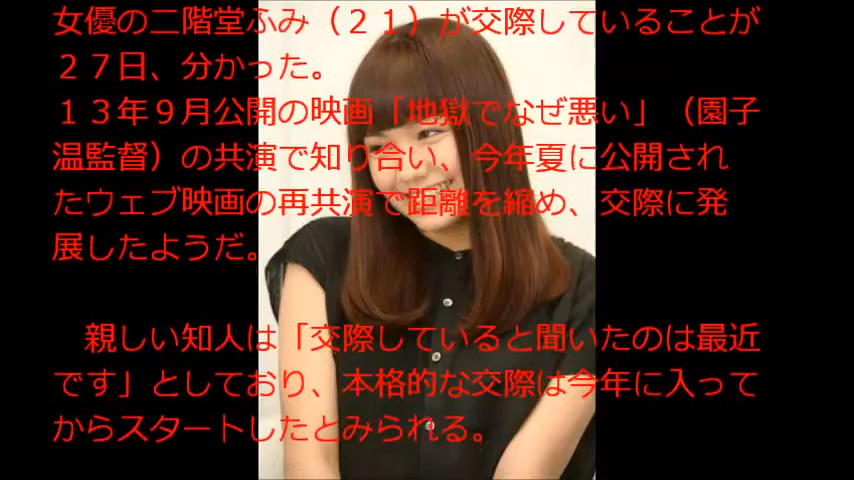 女優の二階堂ふみ（２１）が交際していることが
２７日、分かった。
１３年９月公開の映画「地獄でなぜ悪い」（園子
温監督）の共演で知り合い、今年夏に公開され
たウェブ映画の再共演で距離を縮め、交際に発
展したようだ。
　親しい知人は「交際していると聞いたのは最近
です」としており、本格的な交際は今年に入って
からスタートしたとみられる。